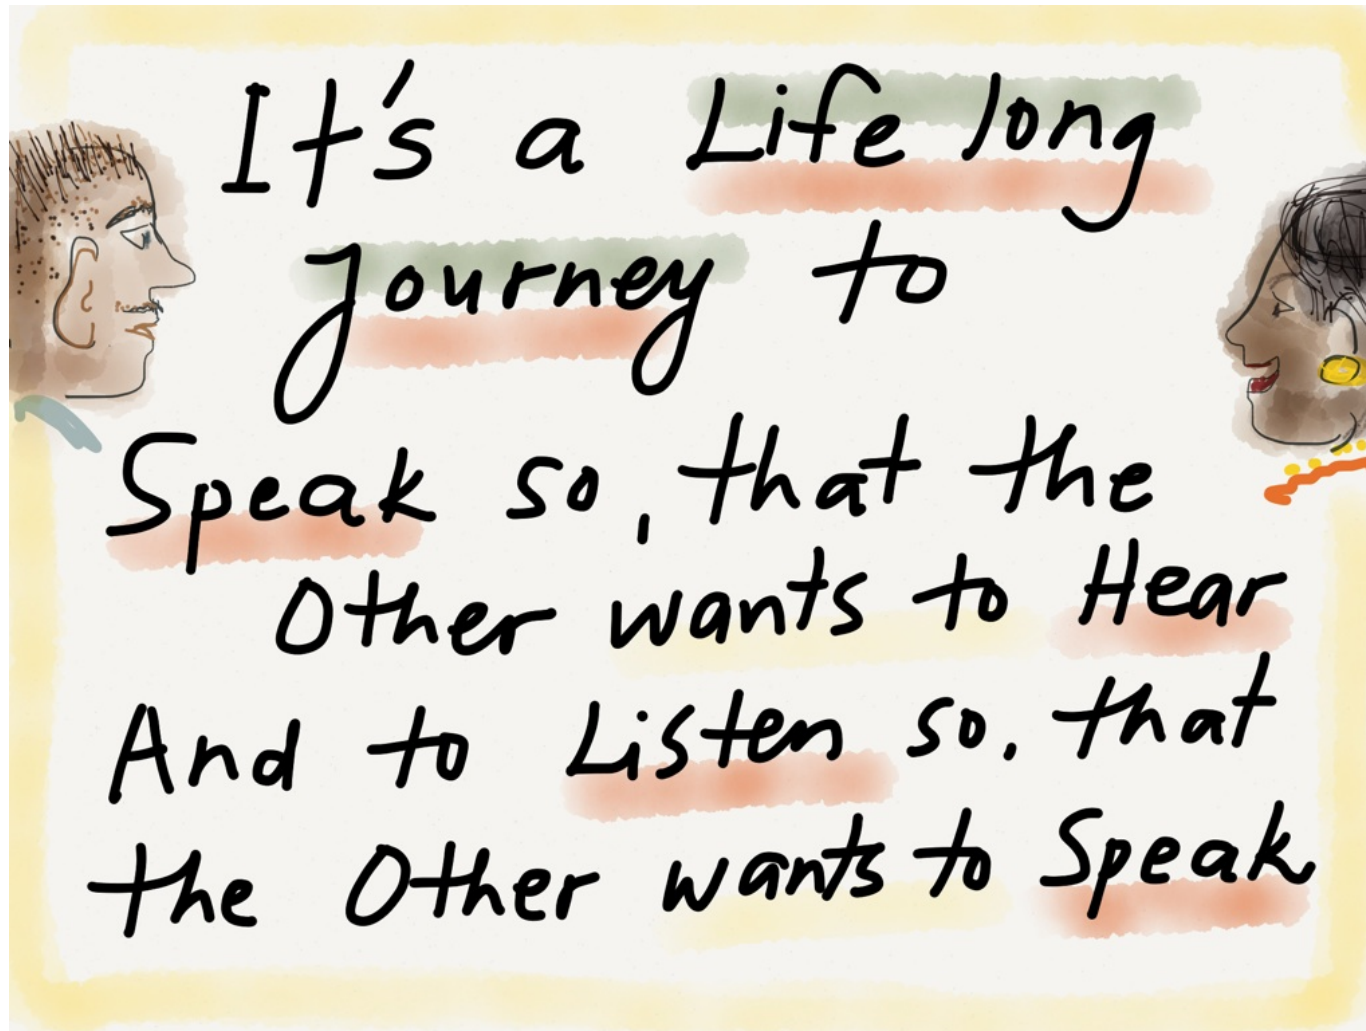 It's a Life long
Journey to
Speak so, that the
Other wants to Hear
And to Listen so, that
the Other wants to Speak